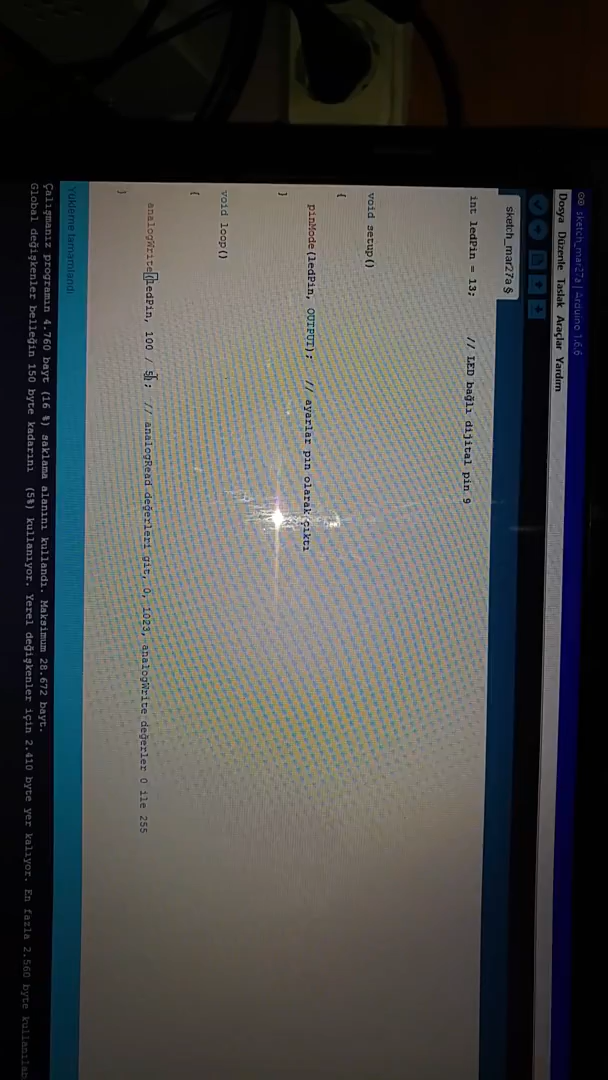 sketch_mar27a | Arduino 1.6.6
Dosya Düzenle Taslak Araçlar Yardım
sketch_mar27a §
int ledPin = 13; // LED bağlı dijital pin 9
void setup()
{
pinMode(ledPin, OUTPUT); // ayarlar pin olarak çıktı
}
void loop()
{
analogWrite(ledPin, 100 / 5); // analogRead değerleri git, 0, 1023, analogWrite değerler 0 ile 255
}
Yükleme tamamlandı
Çalışmanız programın 4.760 bayt (16 %) saklama alanını kullandı. Maksimum 28.672 bayt.
Global değişkenler belleğin 150 byte kadarını (5%) kullanıyor. Yerel değişkenler için 2.410 byte yer kalıyor. En fazla 2.560 byte